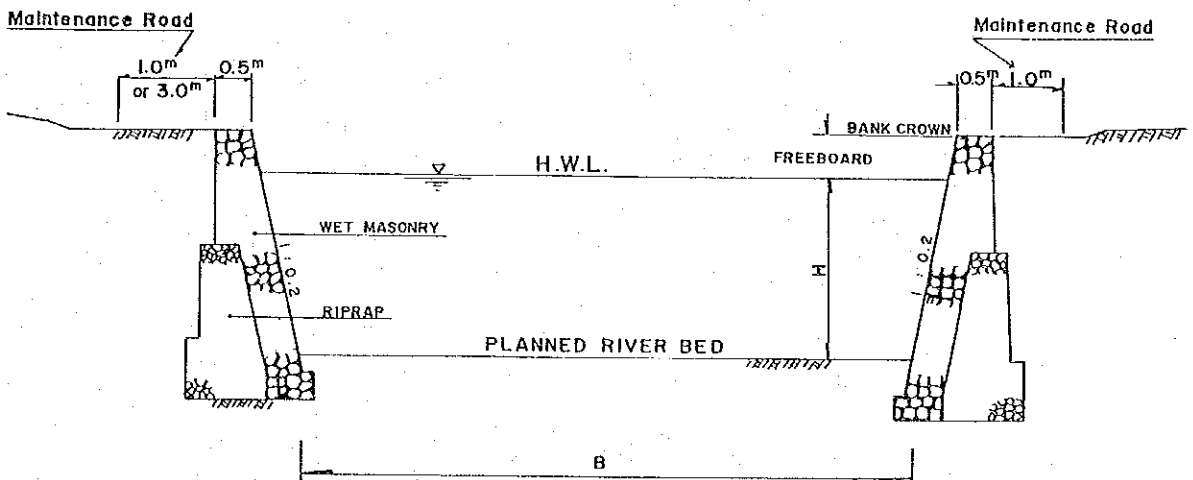 Maintenance Road
Maintenance Road
1.0m 0.5m
or 3.0m
0.5m 1.0m
BANK CROWN
FREEBOARD
H.W.L.
WET MASONRY
1 : 0.2
1 : 0.2
H
RIPRAP
PLANNED RIVER BED
B